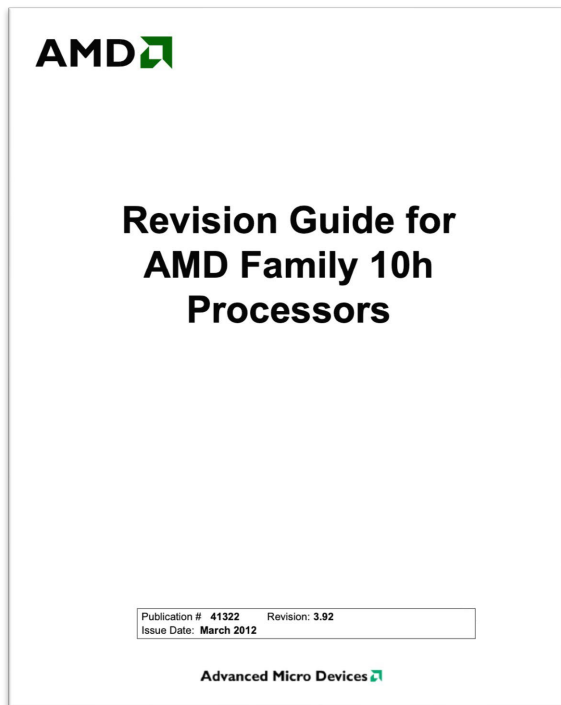 AMD
Revision Guide for
AMD Family 10h
Processors
Publication # 41322 Revision: 3.92
Issue Date: March 2012
Advanced Micro Devices